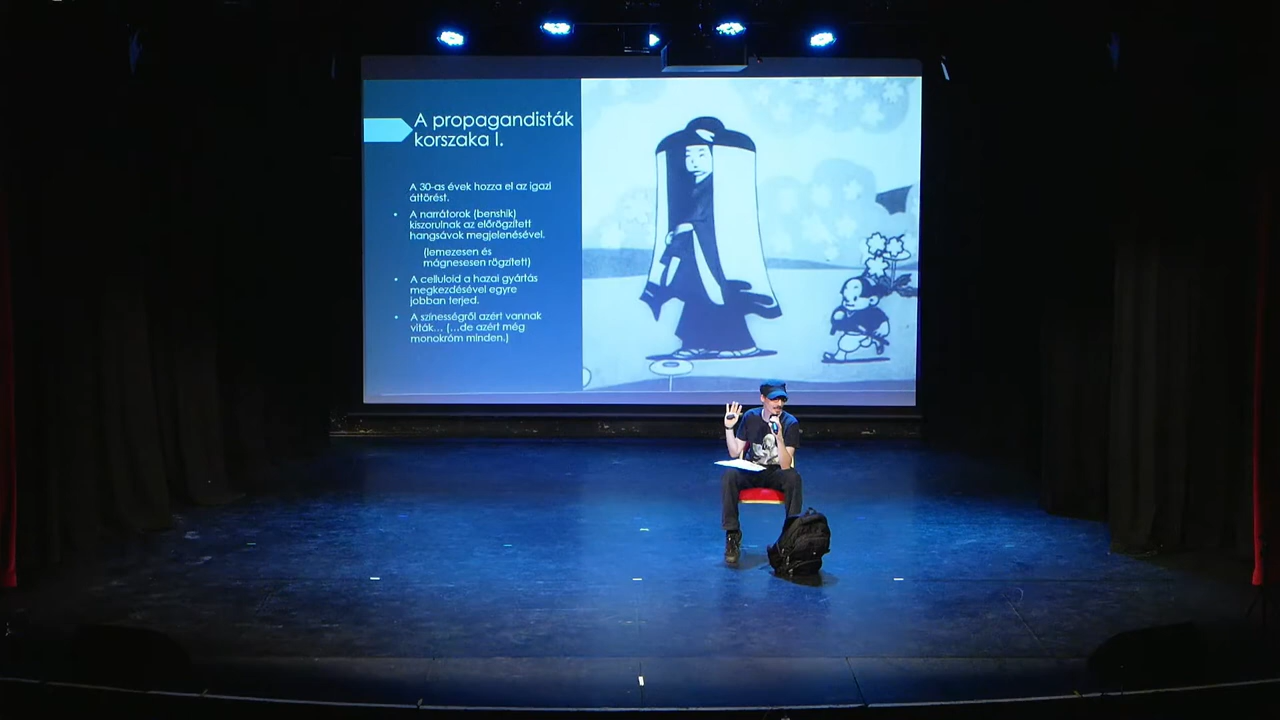 A propagandisták
korszaka I.
A 30-as évek hozza el az igazi
áttörést.
• A narrátorok (benshik)
kiszorulnak az előrögzített
hangsávok megjelenésével.
(lemezesen és
mágnesesen rögzített)
• A celluloid a hazai gyártás
megkezdésével egyre
jobban terjed.
• A színességről azért vannak
viták... (...de azért még
monokróm minden.)